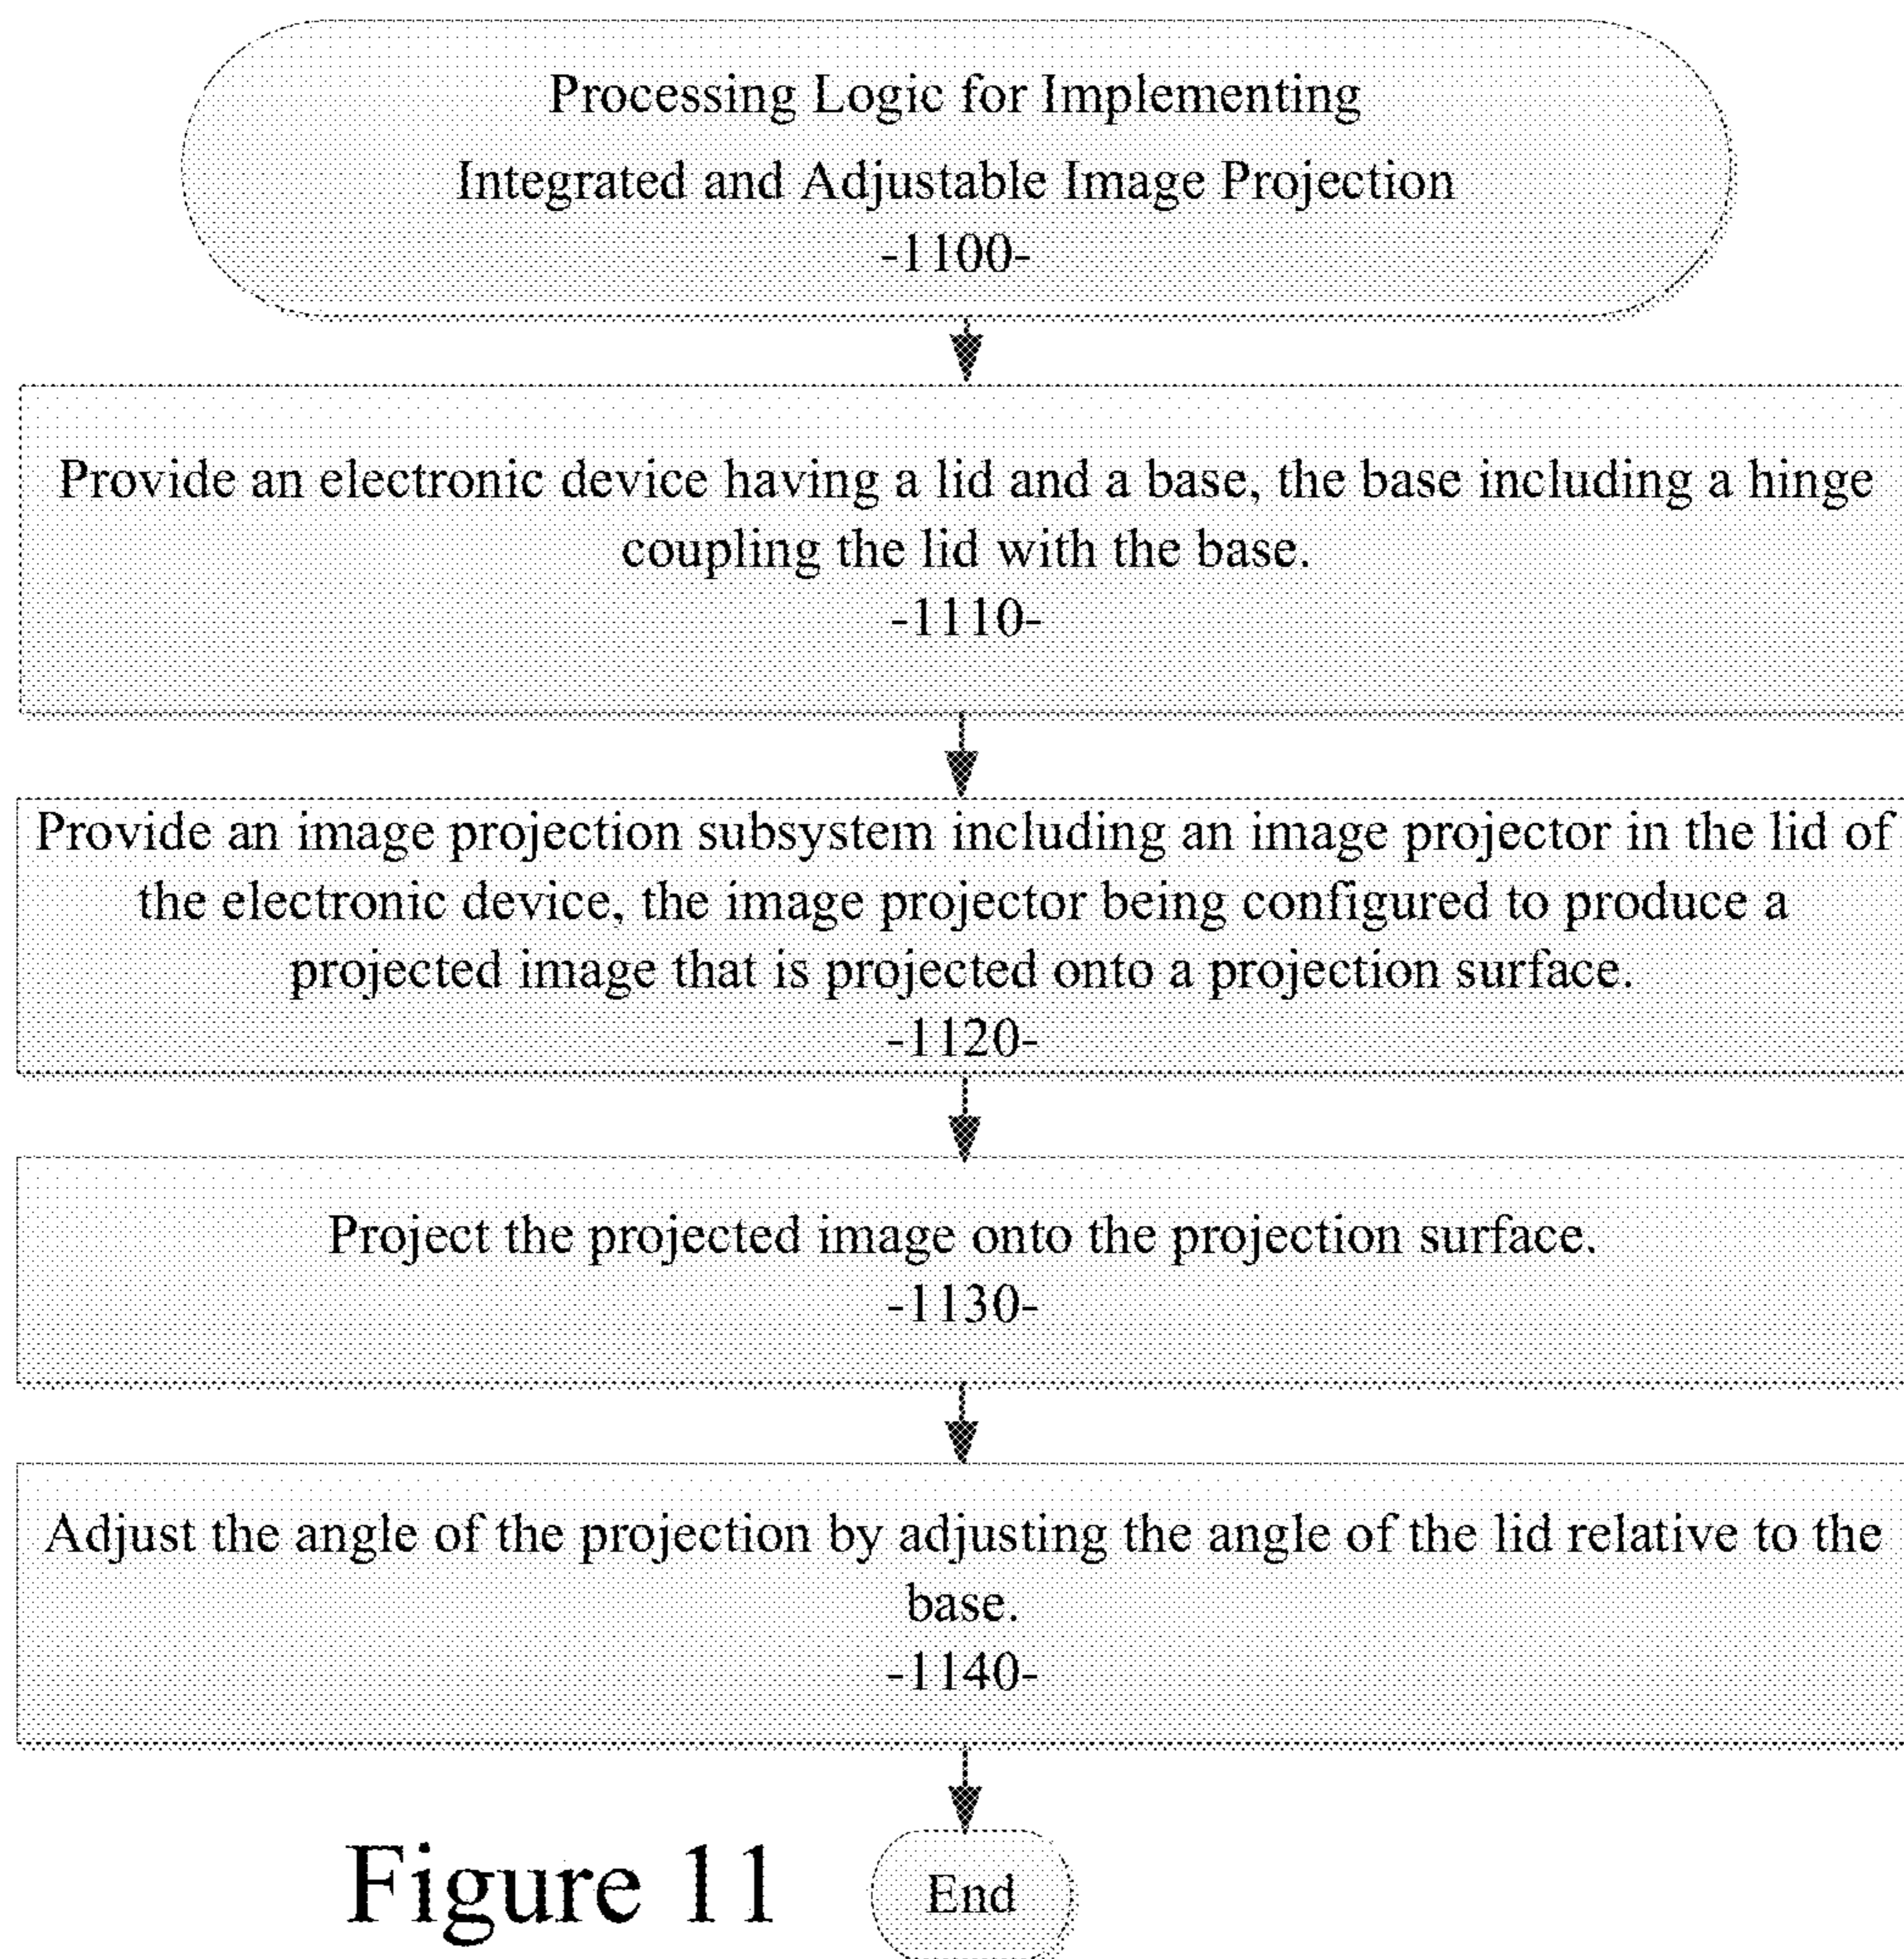 Processing Logic for Implementing
Integrated and Adjustable Image Projection
-1100-
Provide an electronic device having a lid and a base, the base including a hinge
coupling the lid with the base.
-1110-
Provide an image projection subsystem including an image projector in the lid of
the electronic device, the image projector being configured to produce a
projected image that is projected onto a projection surface.
-1120-
Project the projected image onto the projection surface.
-1130-
Adjust the angle of the projection by adjusting the angle of the lid relative to the
base.
-1140-
Figure 11
End